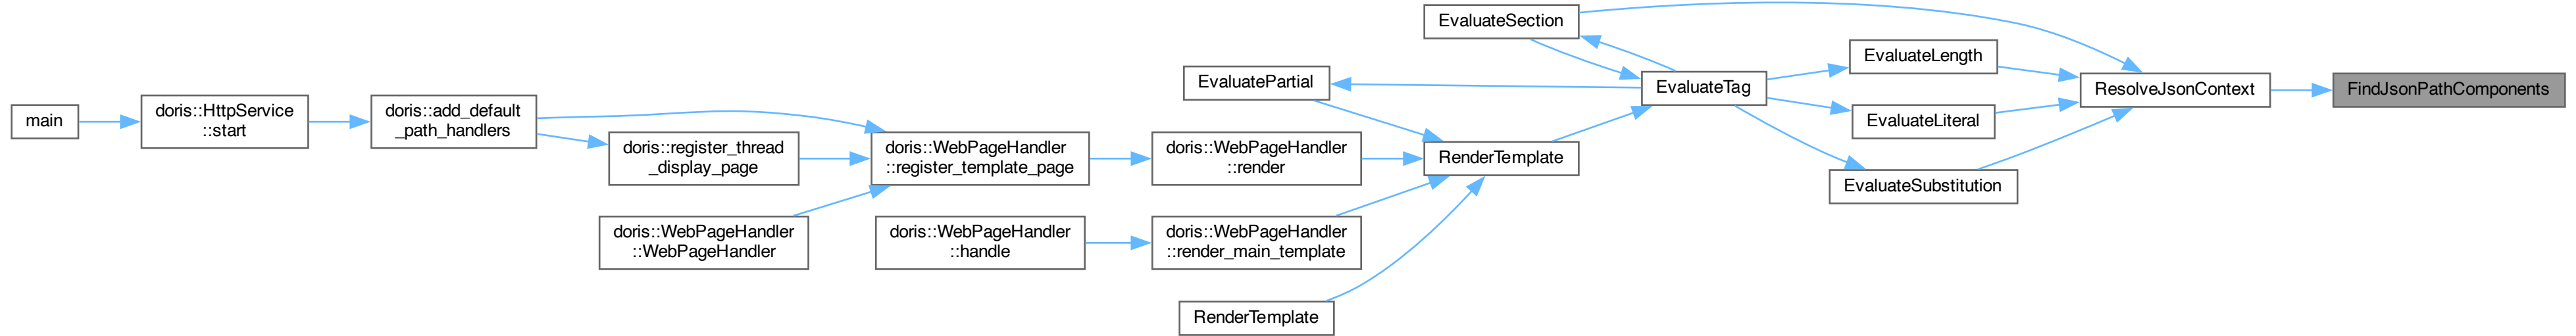 main
doris::HttpService
::start
doris::add_default
_path_handlers
doris::register_thread
_display_page
doris::WebPageHandler
::WebPageHandler
doris::WebPageHandler
::register_template_page
doris::WebPageHandler
::handle
EvaluatePartial
doris::WebPageHandler
::render
doris::WebPageHandler
::render_main_template
RenderTemplate
EvaluateSection
RenderTemplate
EvaluateTag
EvaluateLength
EvaluateLiteral
EvaluateSubstitution
ResolveJsonContext
FindJsonPathComponents